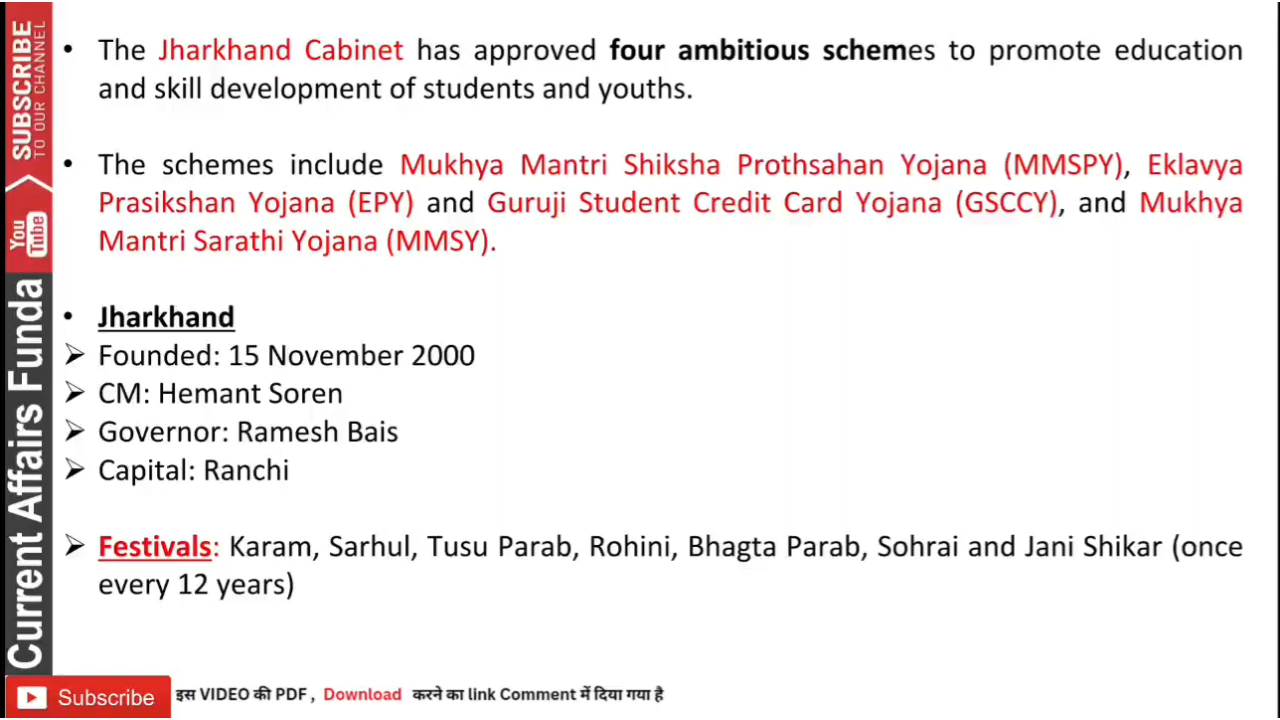 • The Jharkhand Cabinet has approved four ambitious schemes to promote education
and skill development of students and youths.
• The schemes include Mukhya Mantri Shiksha Prothsahan Yojana (MMSPY), Eklavya
Prasikshan Yojana (EPY) and Guruji Student Credit Card Yojana (GSCCY), and Mukhya
Mantri Sarathi Yojana (MMSY).
• Jharkhand
➢ Founded: 15 November 2000
➢ CM: Hemant Soren
➢ Governor: Ramesh Bais
➢ Capital: Ranchi
➢ Festivals: Karam, Sarhul, Tusu Parab, Rohini, Bhagta Parab, Sohrai and Jani Shikar (once
every 12 years)
SUBSCRIBE
TO OUR CHANNEL
You
Tube
Current Affairs Funda
Subscribe
इस VIDEO की PDF , Download करने का link Comment में दिया गया है